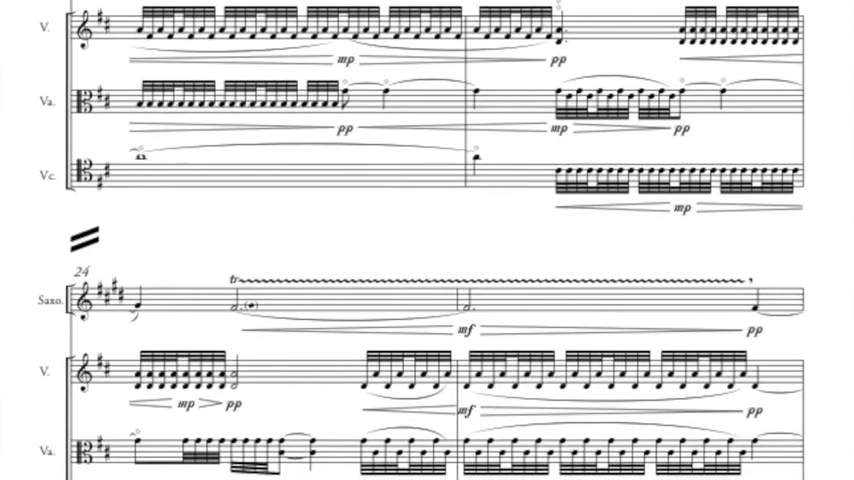 V.
mp pp
Va.
pp mp pp
Vc.
mp
24
tr
Saxo.
mf pp
V.
mp pp mf pp
Va.